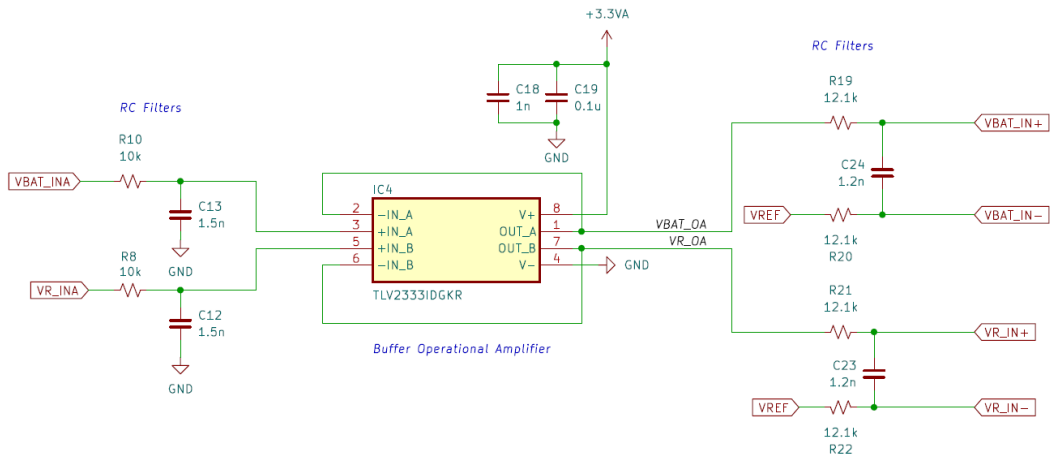 +3.3VA
RC Filters
R19
12.1k
C18
1n
C19
0.1u
RC Filters
GND
VBAT_IN+
R10
10k
C24
1.2n
VBAT_INA
IC4
C13
1.5n
2
-IN_A
V+
8
VREF
VBAT_IN-
3
+IN_A
OUT_A
1
VBAT_OA
5
+IN_B
OUT_B
7
VR_OA
6
-IN_B
V-
4
GND
12.1k
R20
GND
R8
10k
VR_INA
TLV2333IDGKR
R21
12.1k
C12
1.5n
VR_IN+
Buffer Operational Amplifier
C23
1.2n
GND
VREF
VR_IN-
12.1k
R22